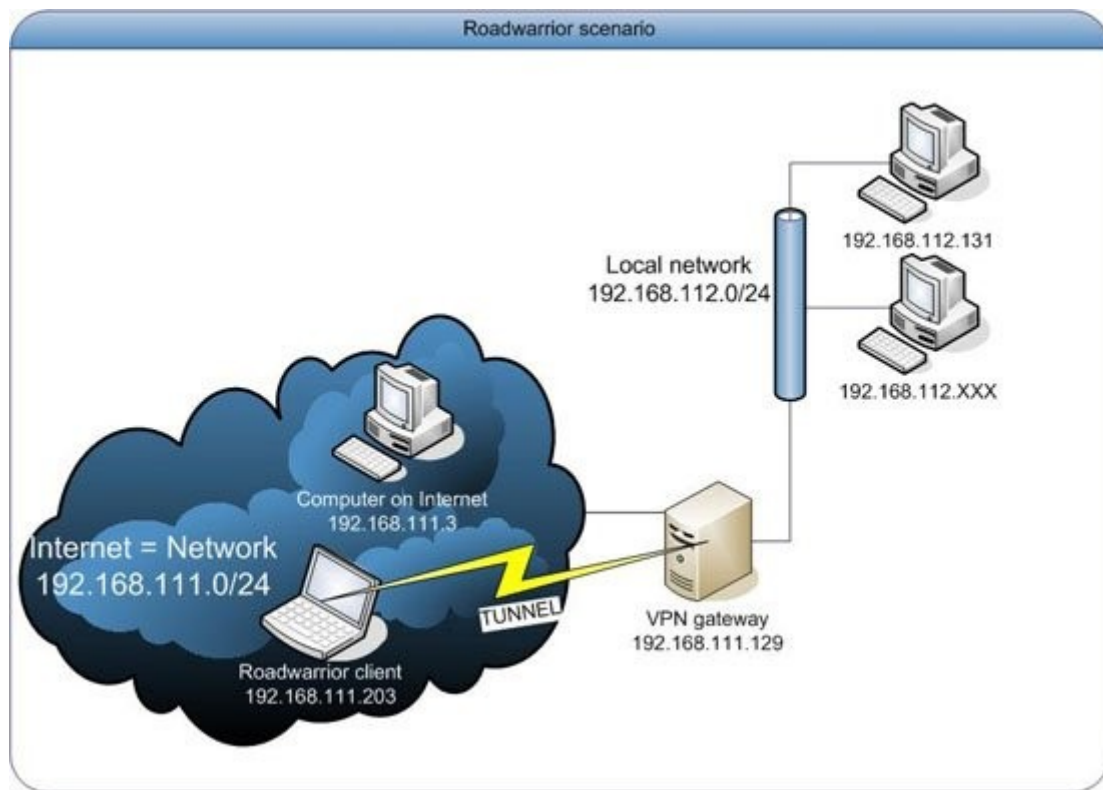 Roadwarrior scenario
192.168.112.131
Local network
192.168.112.0/24
192.168.112.XXX
Computer on Internet
192.168.111.3
Internet = Network
192.168.111.0/24
TUNNEL
VPN gateway
192.168.111.129
Roadwarrior client
192.168.111.203